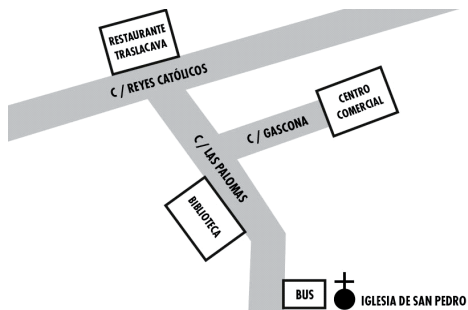 RESTAURANTE
TRASLACAVA
C / REYES CATÓLICOS
CENTRO
COMERCIAL
C / GASCONA
C / LAS PALOMAS
BIBLIOTECA
BUS
IGLESIA DE SAN PEDRO